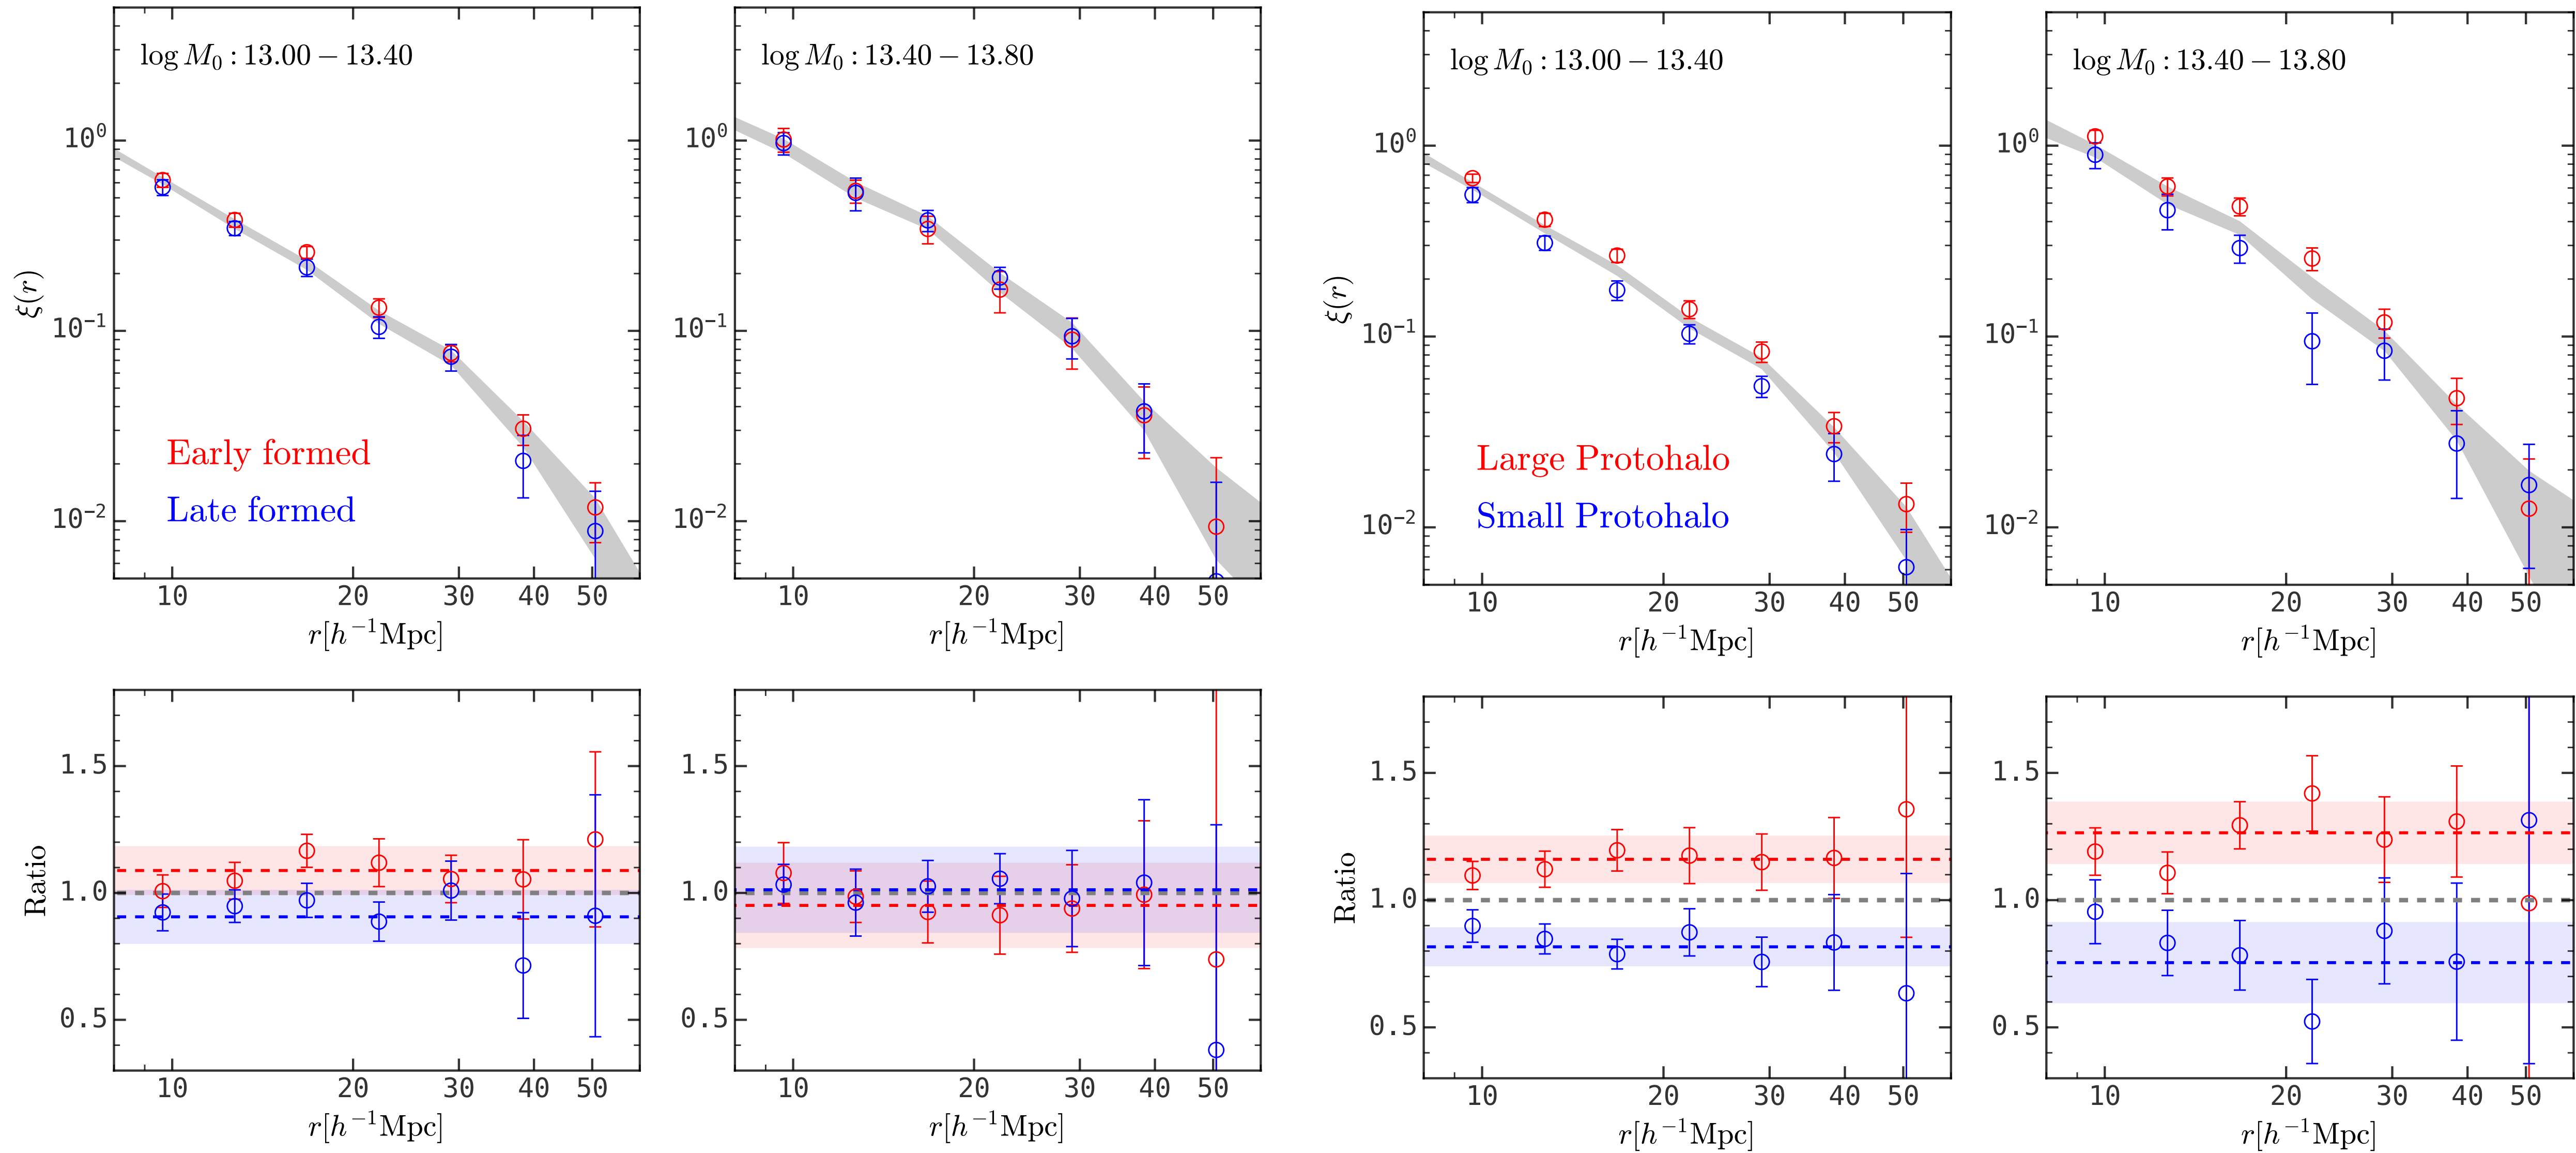 log M₀ : 13.00 − 13.40
ξ(r)
10⁰
10⁻¹
10⁻²
Early formed
Late formed
10 20 30 40 50
r[h⁻¹Mpc]
log M₀ : 13.40 − 13.80
10⁰
10⁻¹
10⁻²
10 20 30 40 50
r[h⁻¹Mpc]
log M₀ : 13.00 − 13.40
ξ(r)
10⁰
10⁻¹
10⁻²
Large Protohalo
Small Protohalo
10 20 30 40 50
r[h⁻¹Mpc]
log M₀ : 13.40 − 13.80
10⁰
10⁻¹
10⁻²
10 20 30 40 50
r[h⁻¹Mpc]
Ratio
1.5
1.0
0.5
10 20 30 40 50
r[h⁻¹Mpc]
1.5
1.0
0.5
10 20 30 40 50
r[h⁻¹Mpc]
Ratio
1.5
1.0
0.5
10 20 30 40 50
r[h⁻¹Mpc]
1.5
1.0
0.5
10 20 30 40 50
r[h⁻¹Mpc]